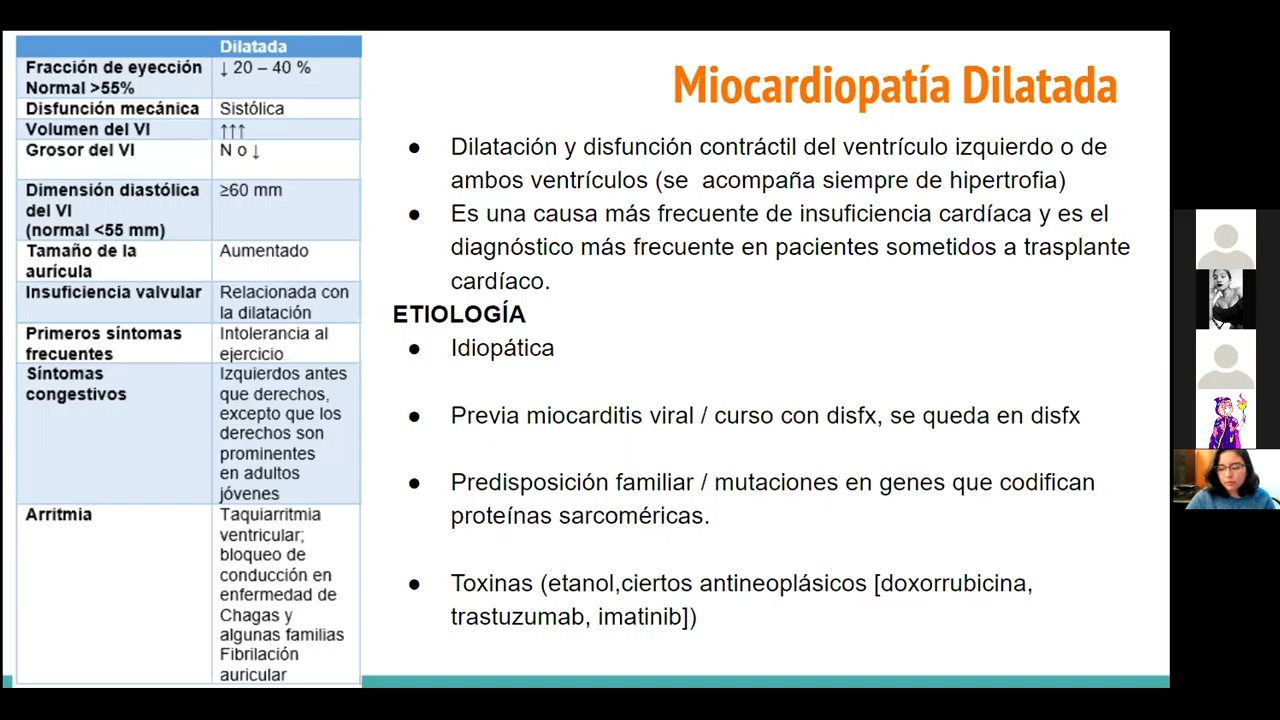 Dilatada
Fracción de eyección ↓ 20 – 40 %
Normal >55%
Disfunción mecánica Sistólica
Volumen del VI ↑↑↑
Grosor del VI N o ↓
Dimensión diastólica ≥60 mm
del VI
(normal <55 mm)
Tamaño de la Aumentado
aurícula
Insuficiencia valvular Relacionada con
la dilatación
Primeros síntomas Intolerancia al
frecuentes ejercicio
Síntomas Izquierdos antes
congestivos que derechos,
excepto que los
derechos son
prominentes
en adultos
jóvenes
Arritmia Taquiarritmia
ventricular;
bloqueo de
conducción en
enfermedad de
Chagas y
algunas familias
Fibrilación
auricular
Miocardiopatía Dilatada
● Dilatación y disfunción contráctil del ventrículo izquierdo o de
ambos ventrículos (se acompaña siempre de hipertrofia)
● Es una causa más frecuente de insuficiencia cardíaca y es el
diagnóstico más frecuente en pacientes sometidos a trasplante
cardíaco.
ETIOLOGÍA
● Idiopática
● Previa miocarditis viral / curso con disfx, se queda en disfx
● Predisposición familiar / mutaciones en genes que codifican
proteínas sarcoméricas.
● Toxinas (etanol,ciertos antineoplásicos [doxorrubicina,
trastuzumab, imatinib])